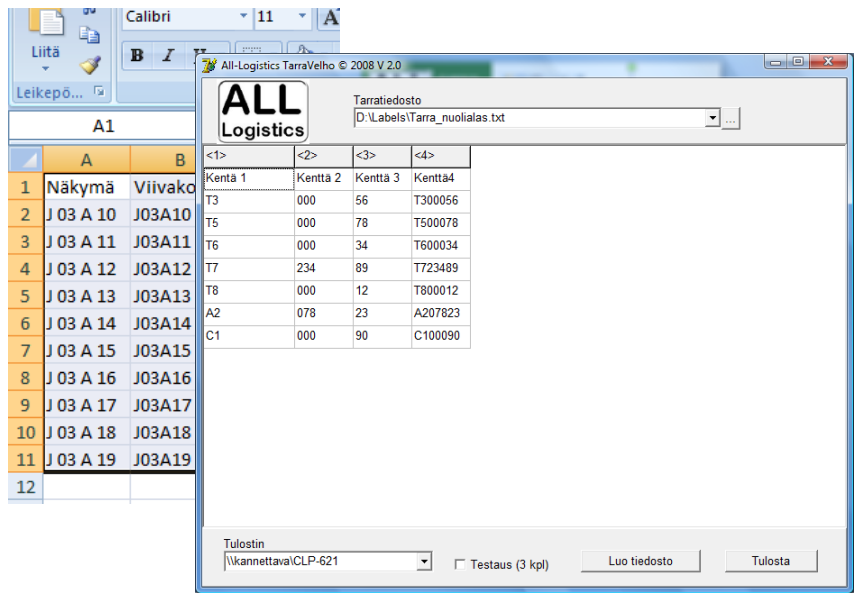 Calibri 11 A
Liitä
B I
Leikepö...
A1
A B
1 Näkymä Viivako
2 J 03 A 10 J03A10
3 J 03 A 11 J03A11
4 J 03 A 12 J03A12
5 J 03 A 13 J03A13
6 J 03 A 14 J03A14
7 J 03 A 15 J03A15
8 J 03 A 16 J03A16
9 J 03 A 17 J03A17
10 J 03 A 18 J03A18
11 J 03 A 19 J03A19
12
All-Logistics TarraVelho © 2008 V 2.0
ALL
Logistics
Tarratiedosto
D:\Labels\Tarra_nuolialas.txt ...
<1> <2> <3> <4>
Kentä 1 Kenttä 2 Kenttä 3 Kenttä4
T3 000 56 T300056
T5 000 78 T500078
T6 000 34 T600034
T7 234 89 T723489
T8 000 12 T800012
A2 078 23 A207823
C1 000 90 C100090
Tulostin
\\kannettava\CLP-621
Testaus (3 kpl)
Luo tiedosto
Tulosta